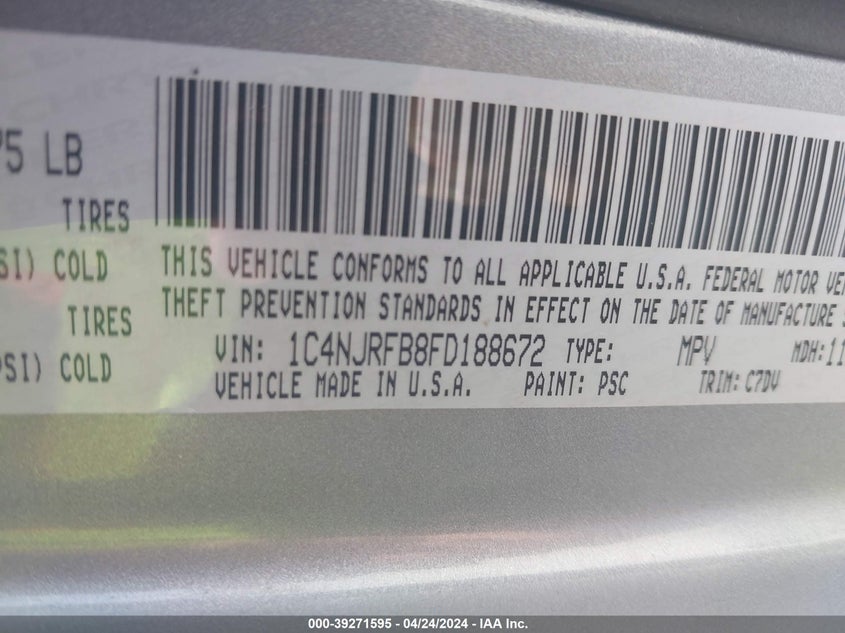 75 LB
TIRES
SI) COLD
TIRES
PSI) COLD
THIS VEHICLE CONFORMS TO ALL APPLICABLE U.S.A. FEDERAL MOTOR VE
THEFT PREVENTION STANDARDS IN EFFECT ON THE DATE OF MANUFACTURE
VIN: 1C4NJRFB8FD188672 TYPE: MPV MDH:11
VEHICLE MADE IN U.S.A. PAINT: PSC TRIM: C7DV
000-39271595 - 04/24/2024 - IAA Inc.